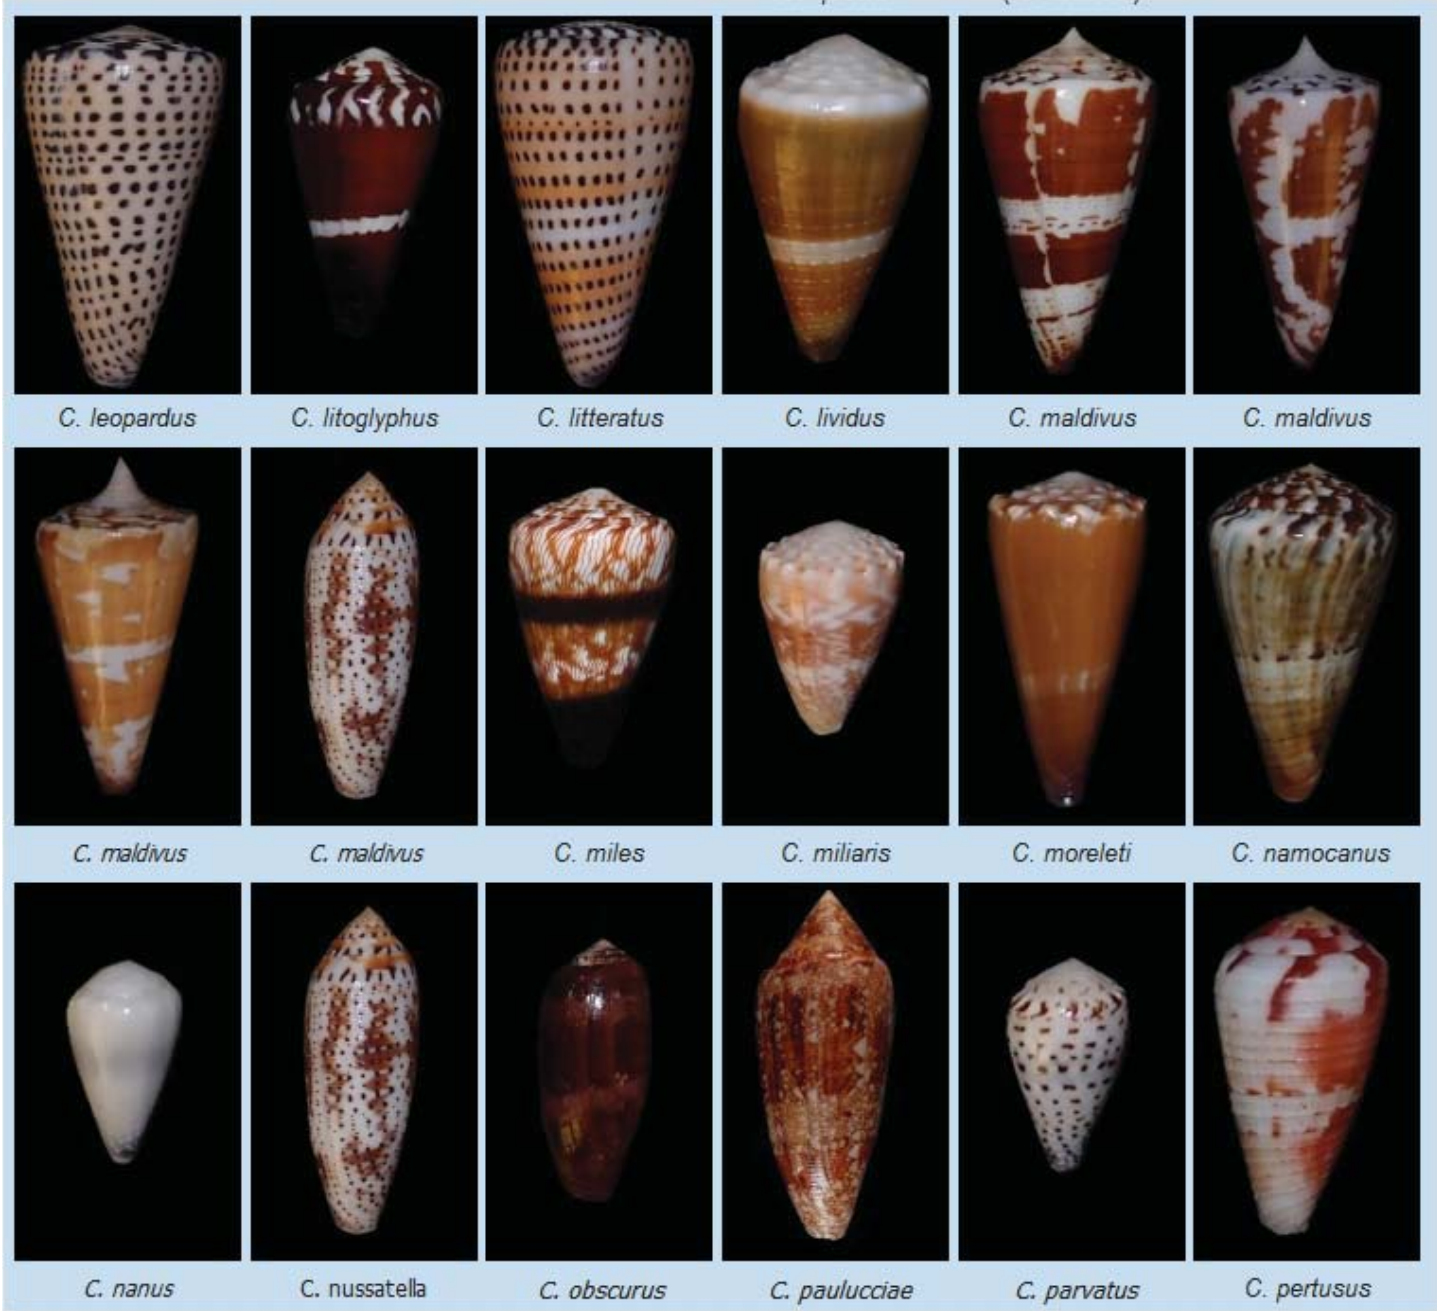 C. leopardus C. litoglyphus C. litteratus C. lividus C. maldivus C. maldivus
C. maldivus C. maldivus C. miles C. miliaris C. moreleti C. namocanus
C. nanus C. nussatella C. obscurus C. paulucciae C. parvatus C. pertusus